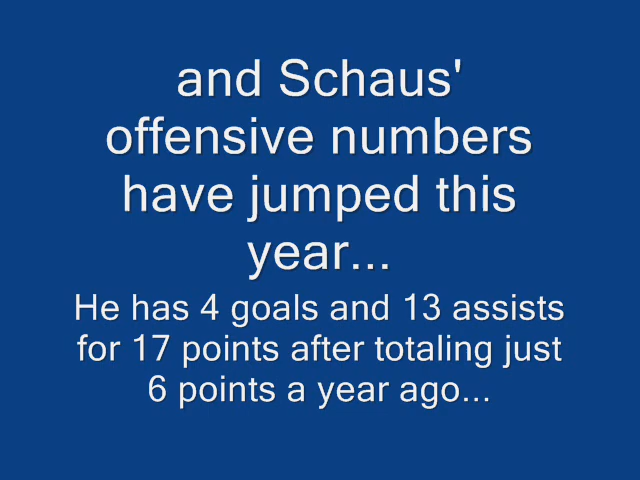 and Schaus'
offensive numbers
have jumped this
year...
He has 4 goals and 13 assists
for 17 points after totaling just
6 points a year ago...